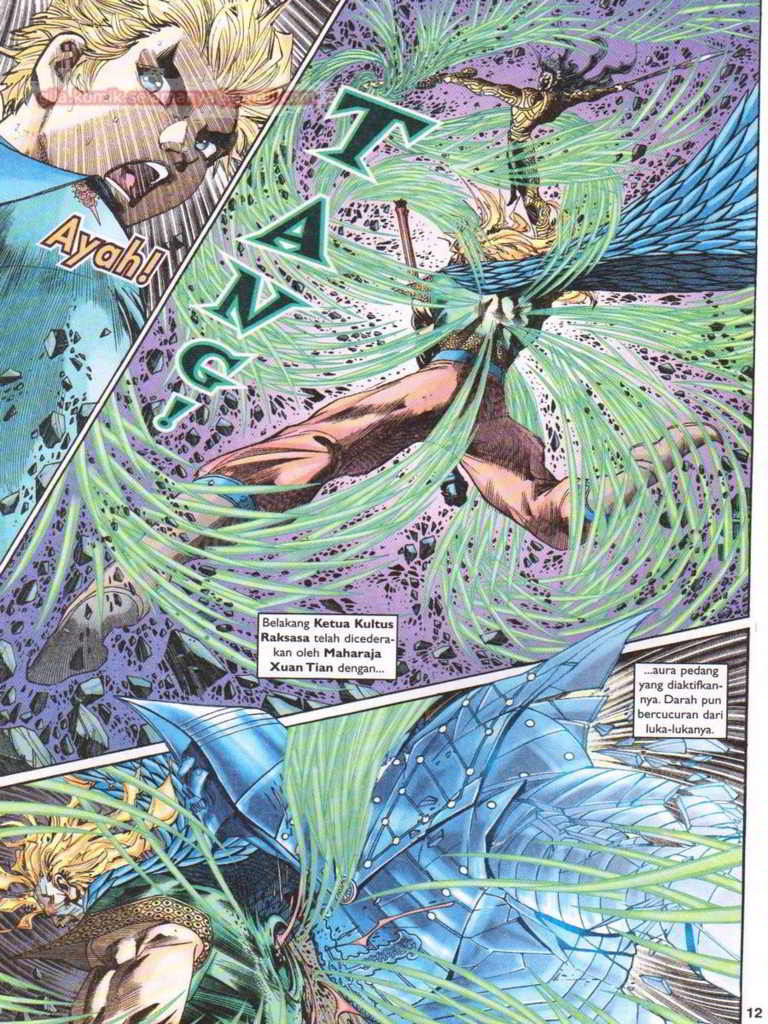 Ayah!
TANG!
Belakang Ketua Kultus
Raksasa telah dicedera-
kan oleh Maharaja
Xuan Tian dengan...
...aura pedang
yang diaktifkan-
nya. Darah pun
bercucuran dari
luka-lukanya.
12